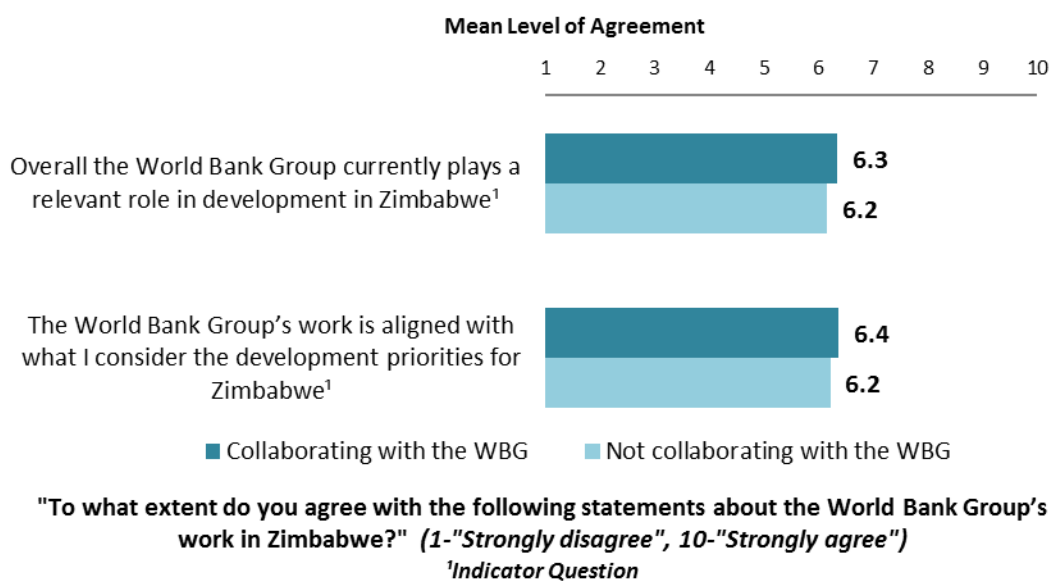 Mean Level of Agreement
1 2 3 4 5 6 7 8 9 10
Overall the World Bank Group currently plays a
relevant role in development in Zimbabwe¹
6.3
6.2
The World Bank Group’s work is aligned with
what I consider the development priorities for
Zimbabwe¹
6.4
6.2
Collaborating with the WBG Not collaborating with the WBG
"To what extent do you agree with the following statements about the World Bank Group’s
work in Zimbabwe?" (1-"Strongly disagree", 10-"Strongly agree")
¹Indicator Question